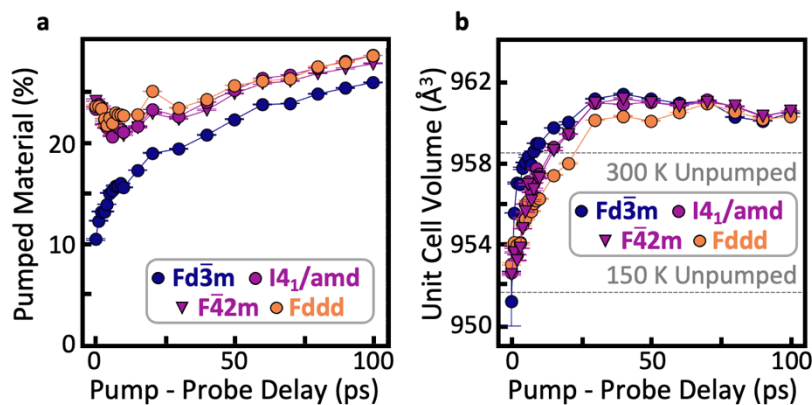 a
Pumped Material (%)
20
10
0
Fd3̅m
I4₁/amd
F4̅2m
Fddd
0
50
100
Pump - Probe Delay (ps)
b
Unit Cell Volume (Å³)
962
958
954
950
300 K Unpumped
Fd3̅m
I4₁/amd
F4̅2m
Fddd
150 K Unpumped
0
50
100
Pump - Probe Delay (ps)